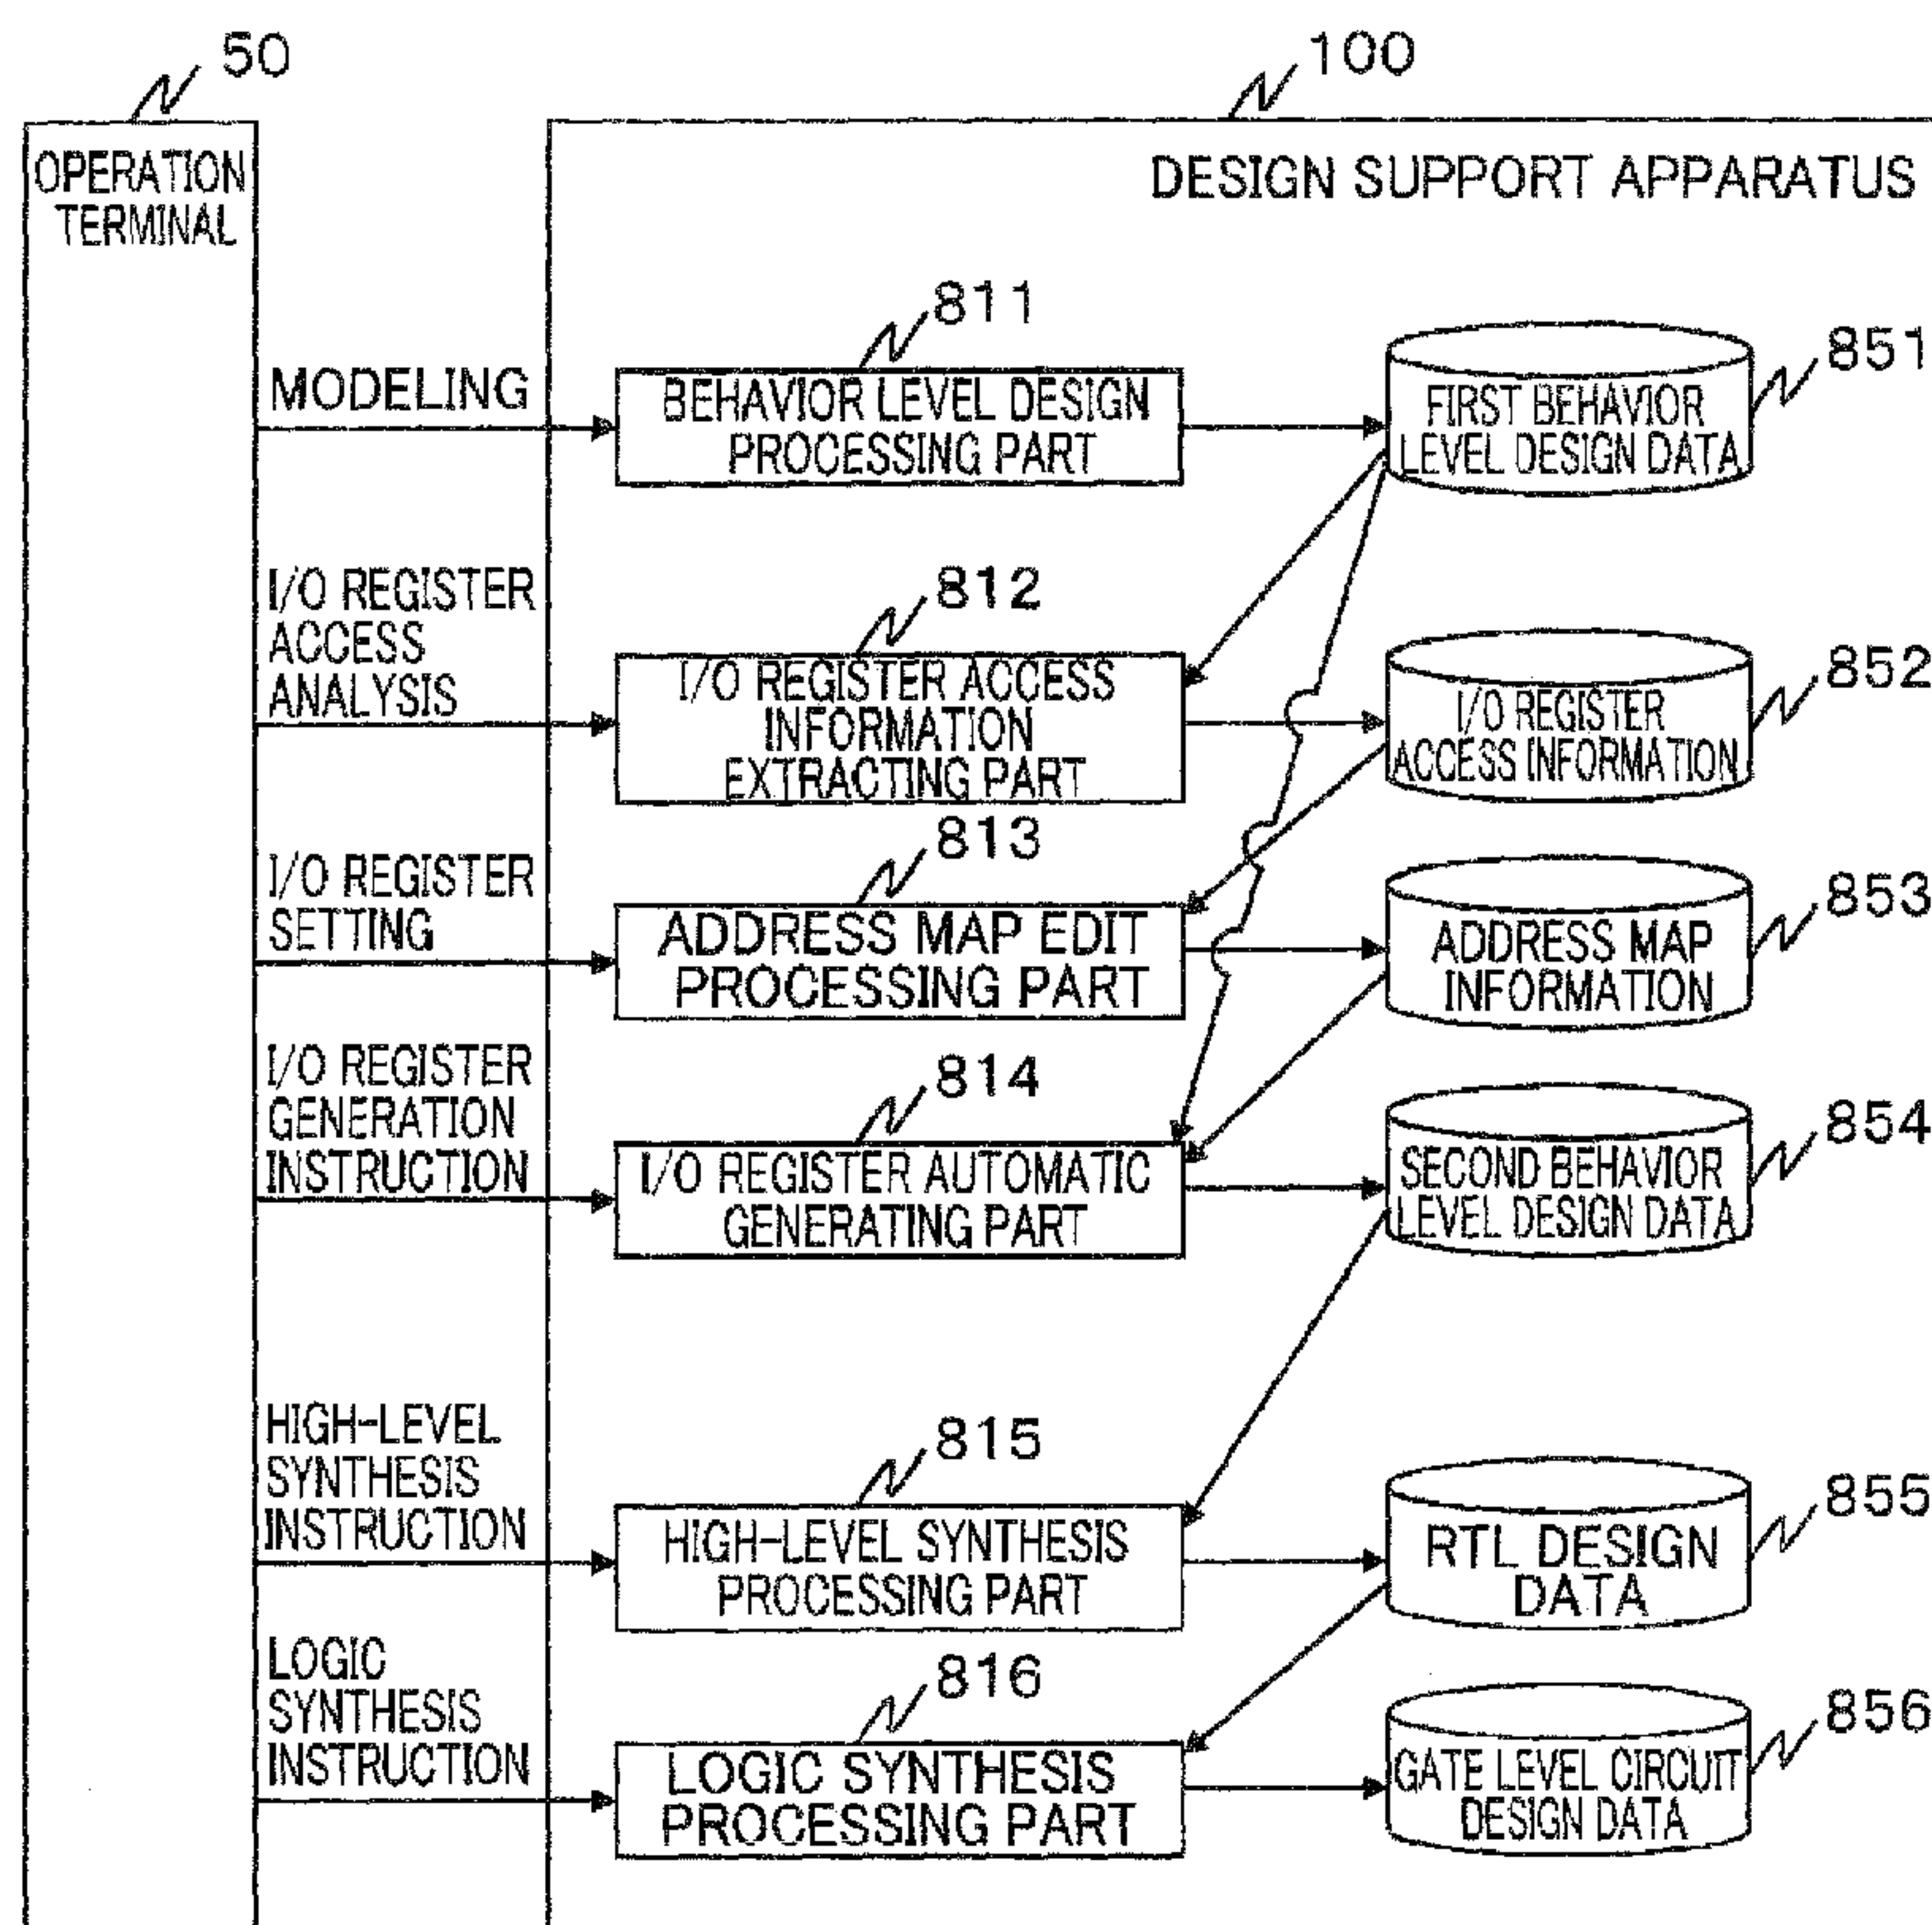 50
100
OPERATION
TERMINAL
DESIGN SUPPORT APPARATUS
MODELING
811
BEHAVIOR LEVEL DESIGN
PROCESSING PART
851
FIRST BEHAVIOR
LEVEL DESIGN DATA
I/O REGISTER
ACCESS
ANALYSIS
812
I/O REGISTER ACCESS
INFORMATION
EXTRACTING PART
852
I/O REGISTER
ACCESS INFORMATION
I/O REGISTER
SETTING
813
ADDRESS MAP EDIT
PROCESSING PART
853
ADDRESS MAP
INFORMATION
I/O REGISTER
GENERATION
INSTRUCTION
814
I/O REGISTER AUTOMATIC
GENERATING PART
854
SECOND BEHAVIOR
LEVEL DESIGN DATA
HIGH-LEVEL
SYNTHESIS
INSTRUCTION
815
HIGH-LEVEL SYNTHESIS
PROCESSING PART
855
RTL DESIGN
DATA
LOGIC
SYNTHESIS
INSTRUCTION
816
LOGIC SYNTHESIS
PROCESSING PART
856
GATE LEVEL CIRCUIT
DESIGN DATA